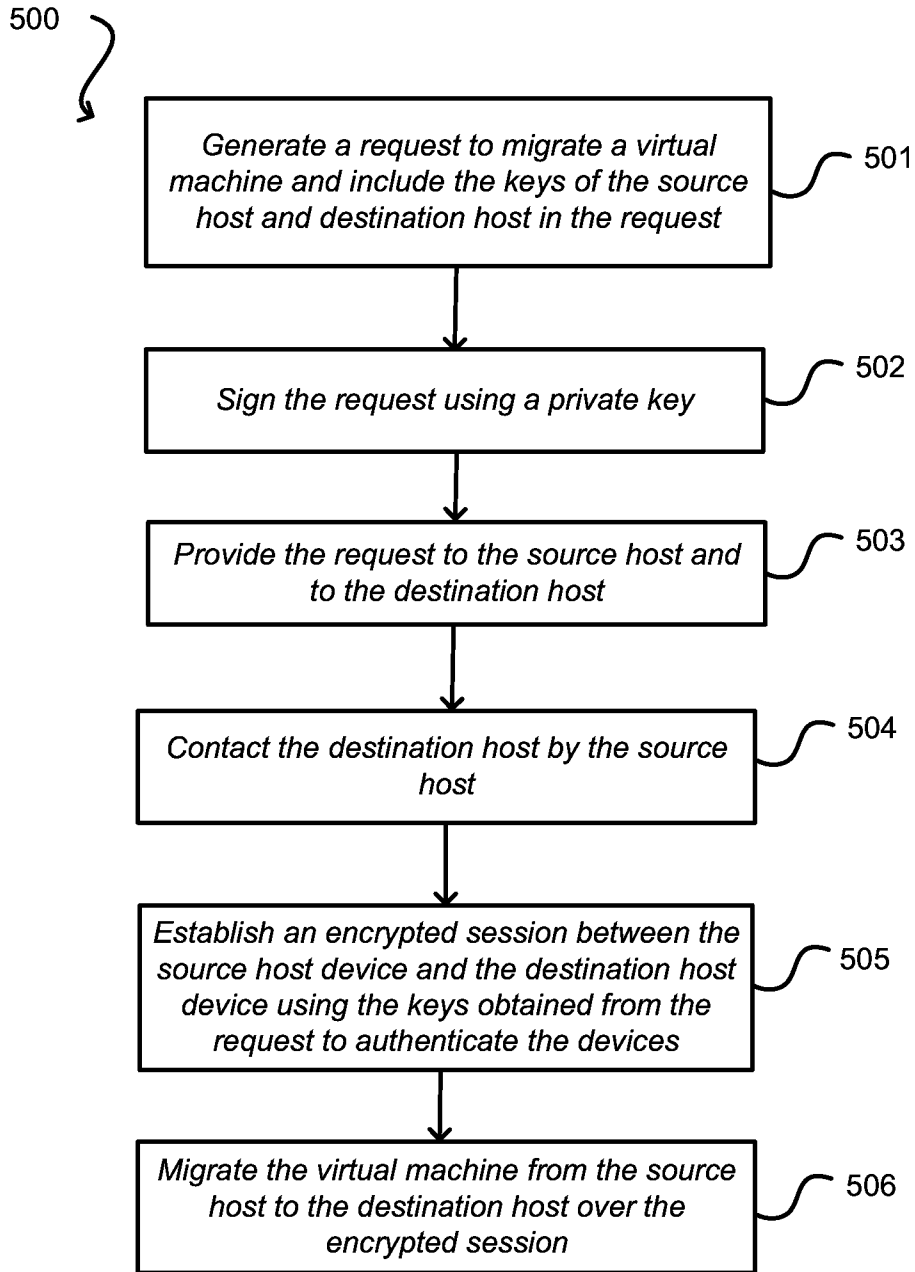 500
Generate a request to migrate a virtual
machine and include the keys of the source
host and destination host in the request
501
Sign the request using a private key
502
Provide the request to the source host and
to the destination host
503
Contact the destination host by the source
host
504
Establish an encrypted session between the
source host device and the destination host
device using the keys obtained from the
request to authenticate the devices
505
Migrate the virtual machine from the source
host to the destination host over the
encrypted session
506